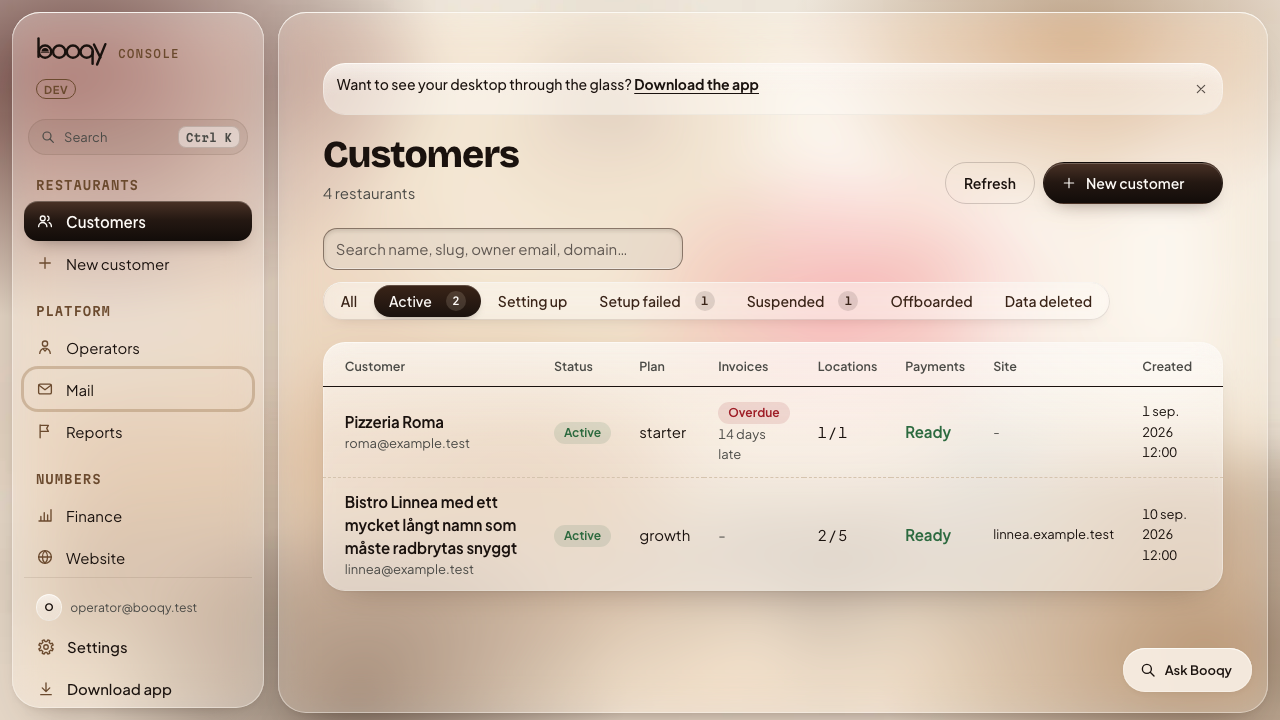 booqy CONSOLE
DEV
Search Ctrl K
RESTAURANTS
Customers
New customer
PLATFORM
Operators
Mail
Reports
NUMBERS
Finance
Website
O operator@booqy.test
Settings
Download app
Want to see your desktop through the glass? Download the app
Customers
4 restaurants
Refresh
New customer
Search name, slug, owner email, domain...
All Active 2 Setting up Setup failed 1 Suspended 1 Offboarded Data deleted
Customer Status Plan Invoices Locations Payments Site Created
Pizzeria Roma
roma@example.test
Active
starter
Overdue
14 days
late
1/1
Ready
-
1 sep.
2026
12:00
Bistro Linnea med ett
mycket långt namn som
måste radbrytas snyggt
linnea@example.test
Active
growth
-
2/5
Ready
linnea.example.test
10 sep.
2026
12:00
Ask Booqy